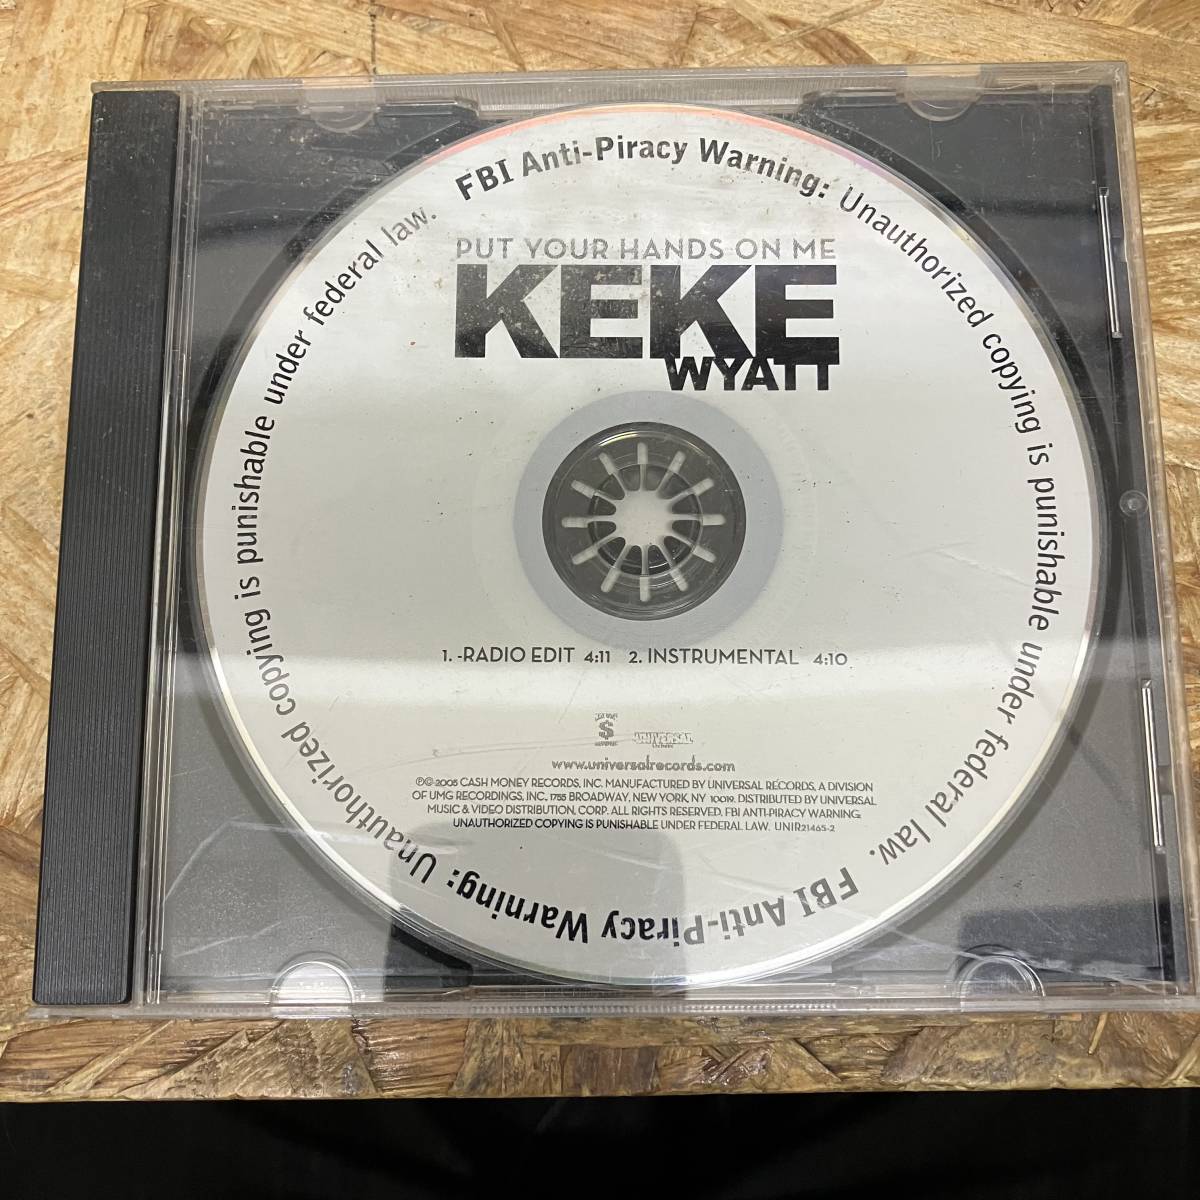 FBI Anti-Piracy Warning: Unauthorized copying is punishable under federal law.
PUT YOUR HANDS ON ME
KEKE
WYATT
1. -RADIO EDIT 4:11 2. INSTRUMENTAL 4:10
$
UNIVERSAL
www.universalrecords.com
℗© 2005 CASH MONEY RECORDS, INC. MANUFACTURED BY UNIVERSAL RECORDS, A DIVISION
OF UMG RECORDINGS, INC., 1755 BROADWAY, NEW YORK, NY 10019. DISTRIBUTED BY UNIVERSAL
MUSIC & VIDEO DISTRIBUTION, CORP. ALL RIGHTS RESERVED. FBI ANTI-PIRACY WARNING:
UNAUTHORIZED COPYING IS PUNISHABLE UNDER FEDERAL LAW. UNIR21465-2
FBI Anti-Piracy Warning: Unauthorized copying is punishable under federal law.